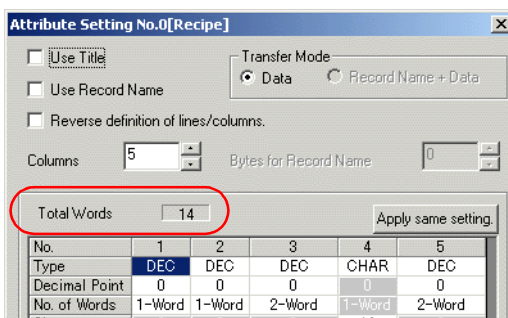 Attribute Setting No.0[Recipe]
Use Title
Transfer Mode
Data Record Name + Data
Use Record Name
Reverse definition of lines/columns.
Columns 5 Bytes for Record Name 0
Total Words 14
Apply same setting.
No. 1 2 3 4 5
Type DEC DEC DEC CHAR DEC
Decimal Point 0 0 0 0 0
No. of Words 1-Word 1-Word 2-Word 1-Word 2-Word